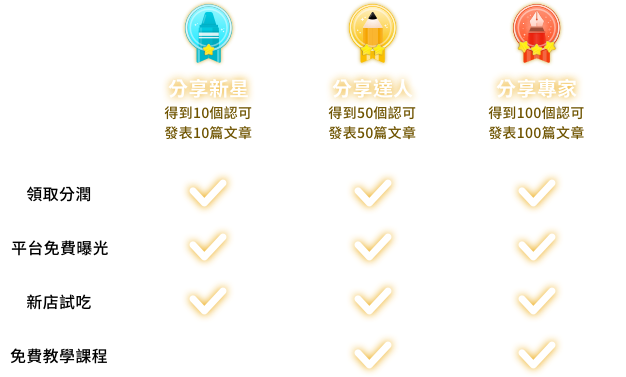 分享新星
得到10個認可
發表10篇文章
分享達人
得到50個認可
發表50篇文章
分享專家
得到100個認可
發表100篇文章
領取分潤
平台免費曝光
新店試吃
免費教學課程